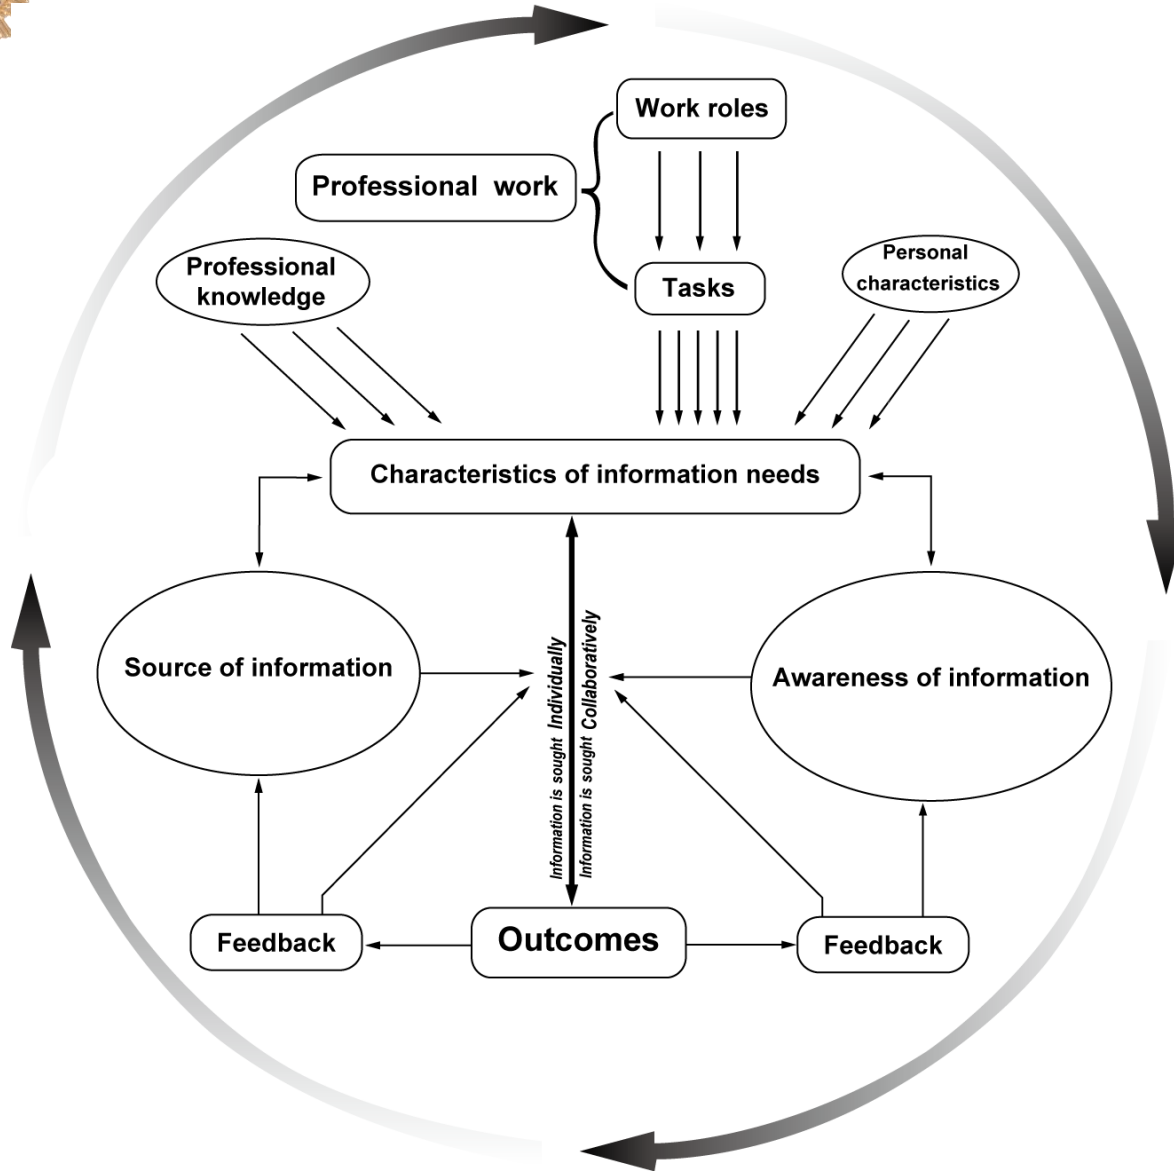 Work roles
Professional work
Professional
knowledge
Tasks
Personal
characteristics
Characteristics of information needs
Source of information
Information is sought Individually
Information is sought Collaboratively
Awareness of information
Feedback
Outcomes
Feedback